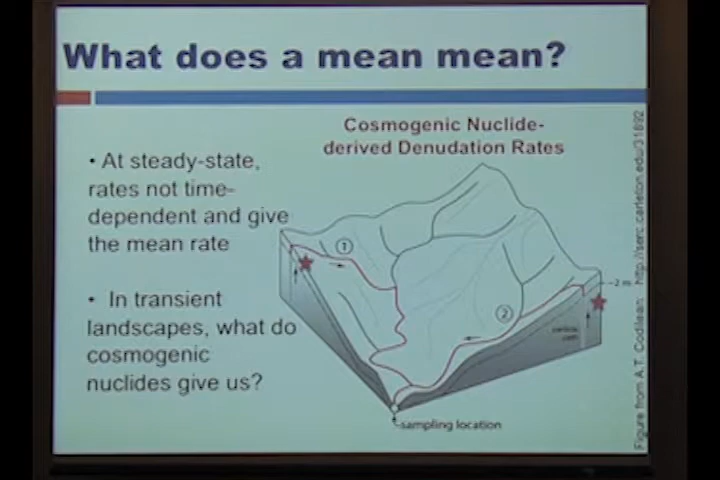 What does a mean mean?
Cosmogenic Nuclide-
derived Denudation Rates
• At steady-state,
rates not time-
dependent and give
the mean rate
• In transient
landscapes, what do
cosmogenic
nuclides give us?
1
2
~2 m
sampling location
Figure from A.T. Codilean: http://serc.carleton.edu/31892